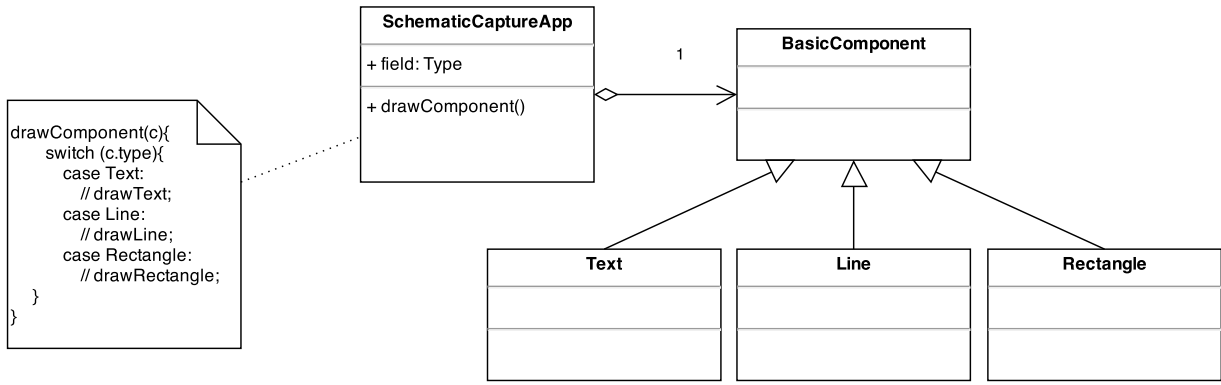 SchematicCaptureApp
+ field: Type
+ drawComponent()
1
BasicComponent
drawComponent(c){
switch (c.type){
case Text:
// drawText;
case Line:
// drawLine;
case Rectangle:
// drawRectangle;
}
}
Text
Line
Rectangle